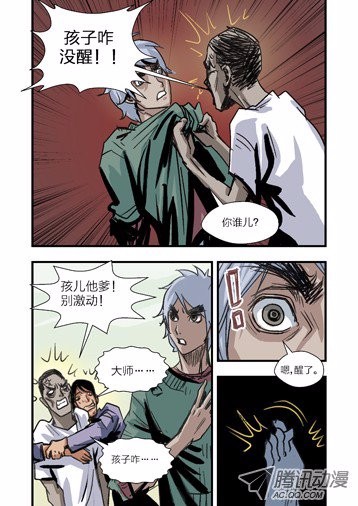 孩子咋
没醒！！
你谁儿？
孩儿他爹！
别激动！
大师……
孩子咋……
!!
嗯，醒了。
腾讯动漫
AC.QQ.COM